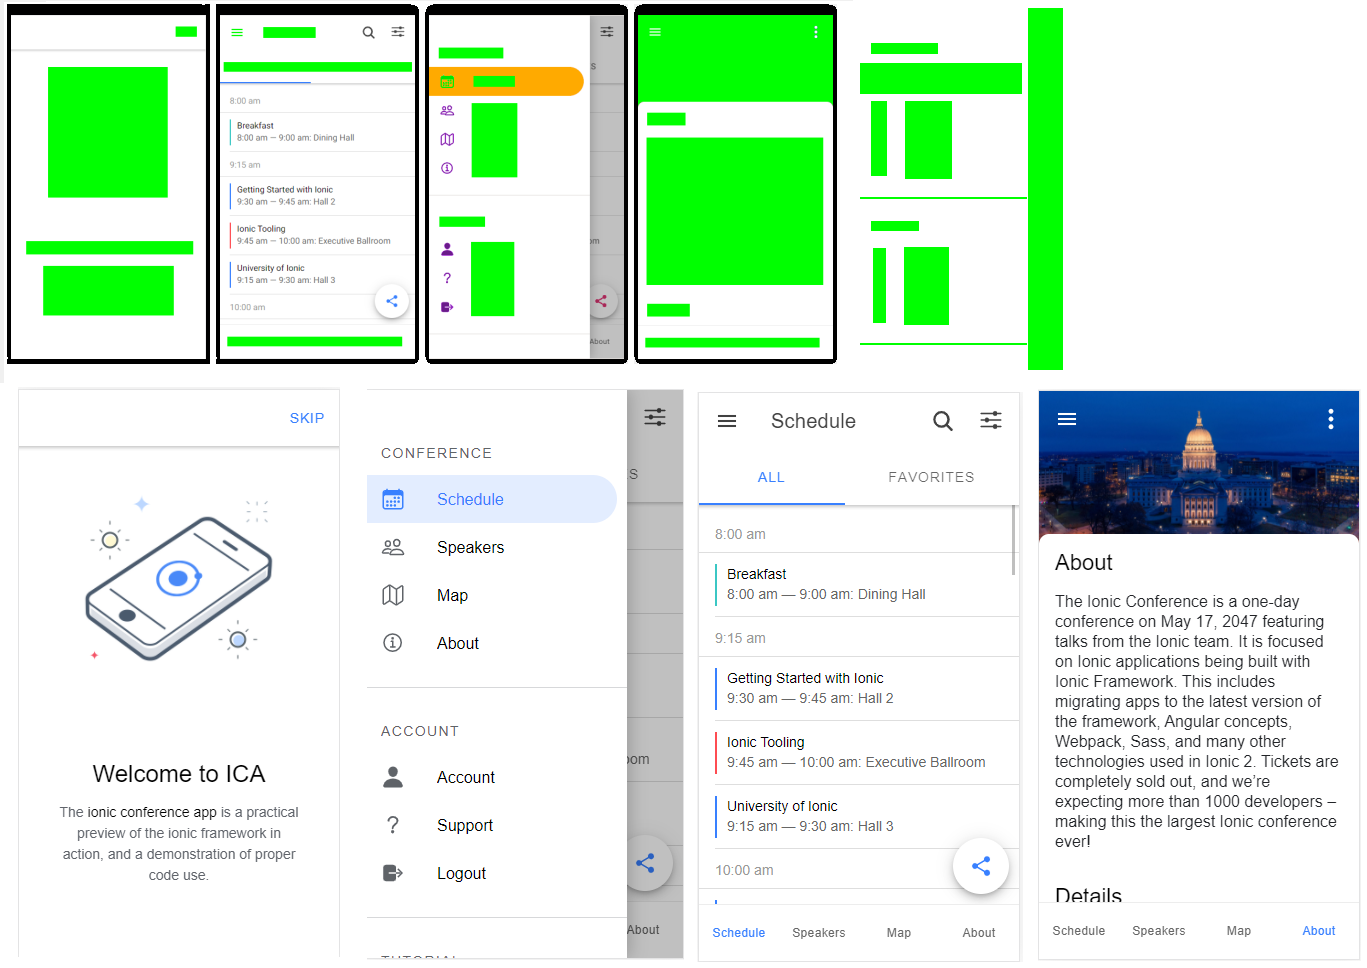 8:00 am
Breakfast
8:00 am — 9:00 am: Dining Hall
9:15 am
Getting Started with Ionic
9:30 am — 9:45 am: Hall 2
Ionic Tooling
9:45 am — 10:00 am: Executive Ballroom
University of Ionic
9:15 am — 9:30 am: Hall 3
10:00 am
S
om
About
SKIP
Welcome to ICA
The ionic conference app is a practical
preview of the ionic framework in
action, and a demonstration of proper
code use.
CONFERENCE
Schedule
Speakers
Map
About
ACCOUNT
Account
Support
Logout
TUTORIAL
S
om
About
Schedule
ALL FAVORITES
8:00 am
Breakfast
8:00 am — 9:00 am: Dining Hall
9:15 am
Getting Started with Ionic
9:30 am — 9:45 am: Hall 2
Ionic Tooling
9:45 am — 10:00 am: Executive Ballroom
University of Ionic
9:15 am — 9:30 am: Hall 3
10:00 am
Schedule Speakers Map About
About
The Ionic Conference is a one-day
conference on May 17, 2047 featuring
talks from the Ionic team. It is focused
on Ionic applications being built with
Ionic Framework. This includes
migrating apps to the latest version of
the framework, Angular concepts,
Webpack, Sass, and many other
technologies used in Ionic 2. Tickets are
completely sold out, and we're
expecting more than 1000 developers –
making this the largest Ionic conference
ever!
Details
Schedule Speakers Map About